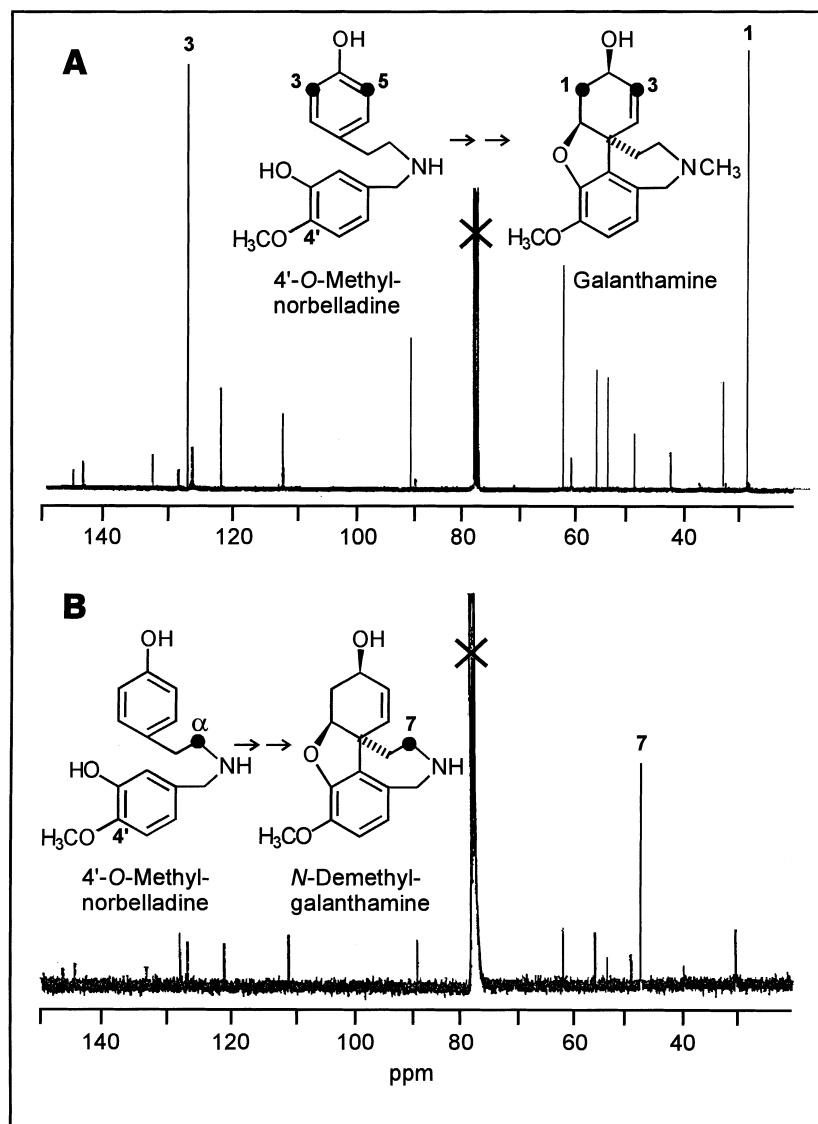 A
3
1
OH
3
5
HO
NH
H₃CO
4'
4'-O-Methyl-
norbelladine
OH
1
3
O
N
CH₃
H₃CO
Galanthamine
140 120 100 80 60 40
B
OH
α
HO
NH
H₃CO
4'
4'-O-Methyl-
norbelladine
OH
7
O
NH
H₃CO
N-Demethyl-
galanthamine
7
140 120 100 80 60 40
ppm